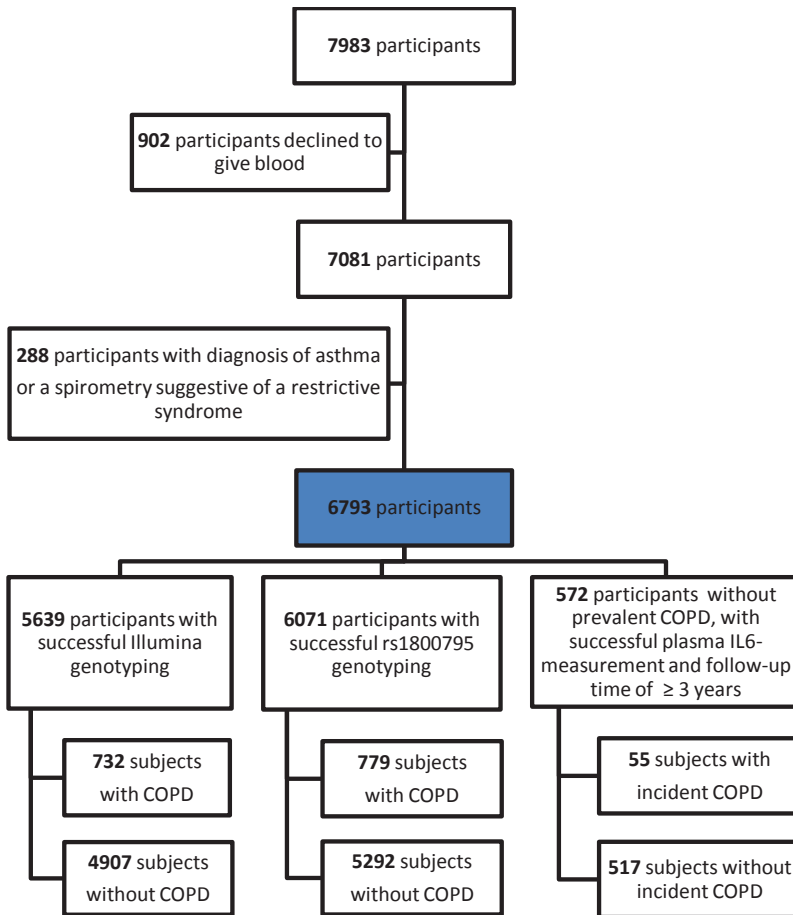 7983 participants
902 participants declined to
give blood
7081 participants
288 participants with diagnosis of asthma
or a spirometry suggestive of a restrictive
syndrome
6793 participants
5639 participants with
successful Illumina
genotyping
6071 participants with
successful rs1800795
genotyping
572 participants without
prevalent COPD, with
successful plasma IL6-
measurement and follow-up
time of ≥ 3 years
732 subjects
with COPD
779 subjects
with COPD
55 subjects with
incident COPD
4907 subjects
without COPD
5292 subjects
without COPD
517 subjects without
incident COPD